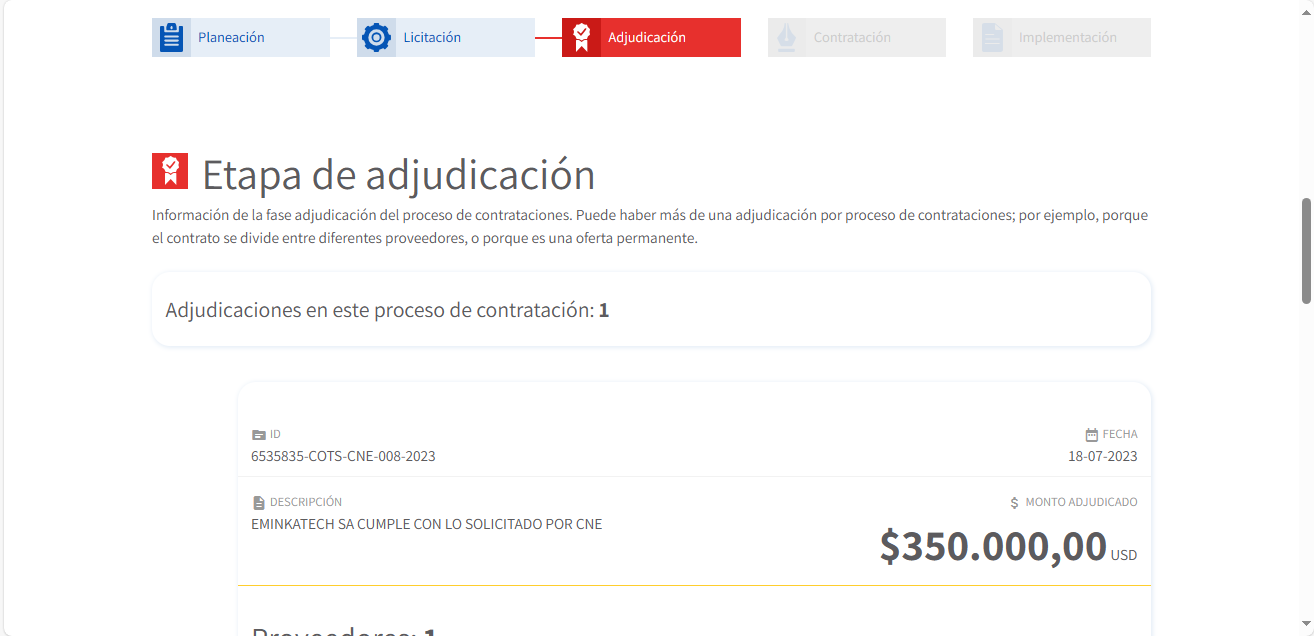 Planeación
Licitación
Adjudicación
Contratación
Implementación
Etapa de adjudicación
Información de la fase adjudicación del proceso de contrataciones. Puede haber más de una adjudicación por proceso de contrataciones; por ejemplo, porque
el contrato se divide entre diferentes proveedores, o porque es una oferta permanente.
Adjudicaciones en este proceso de contratación: 1
ID
6535835-COTS-CNE-008-2023
FECHA
18-07-2023
DESCRIPCIÓN
EMINKATECH SA CUMPLE CON LO SOLICITADO POR CNE
$ MONTO ADJUDICADO
$350.000,00 USD
Proveedores: 1